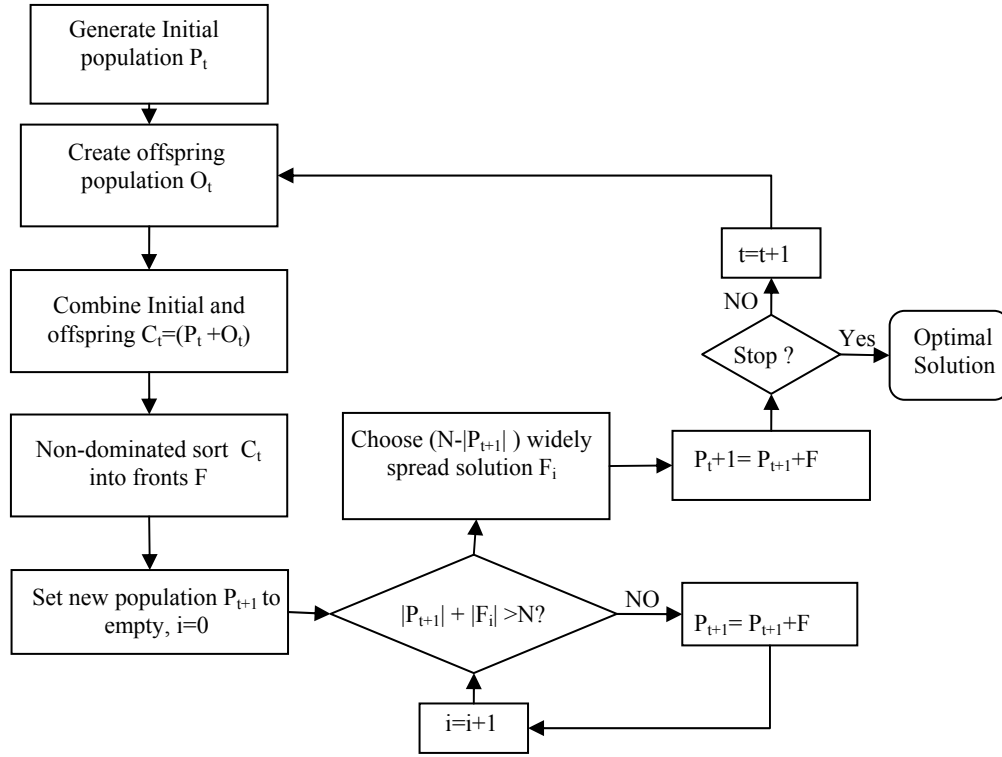 Generate Initial
population Pₜ
Create offspring
population Oₜ
t=t+1
Combine Initial and
offspring Cₜ=(Pₜ +Oₜ)
NO
Stop ?
Yes
Optimal
Solution
Non-dominated sort Cₜ
into fronts F
Choose (N-|Pₜ₊₁| ) widely
spread solution Fᵢ
Pₜ+1= Pₜ₊₁+F
Set new population Pₜ₊₁ to
empty, i=0
|Pₜ₊₁| + |Fᵢ| >N?
NO
Pₜ₊₁= Pₜ₊₁+F
i=i+1